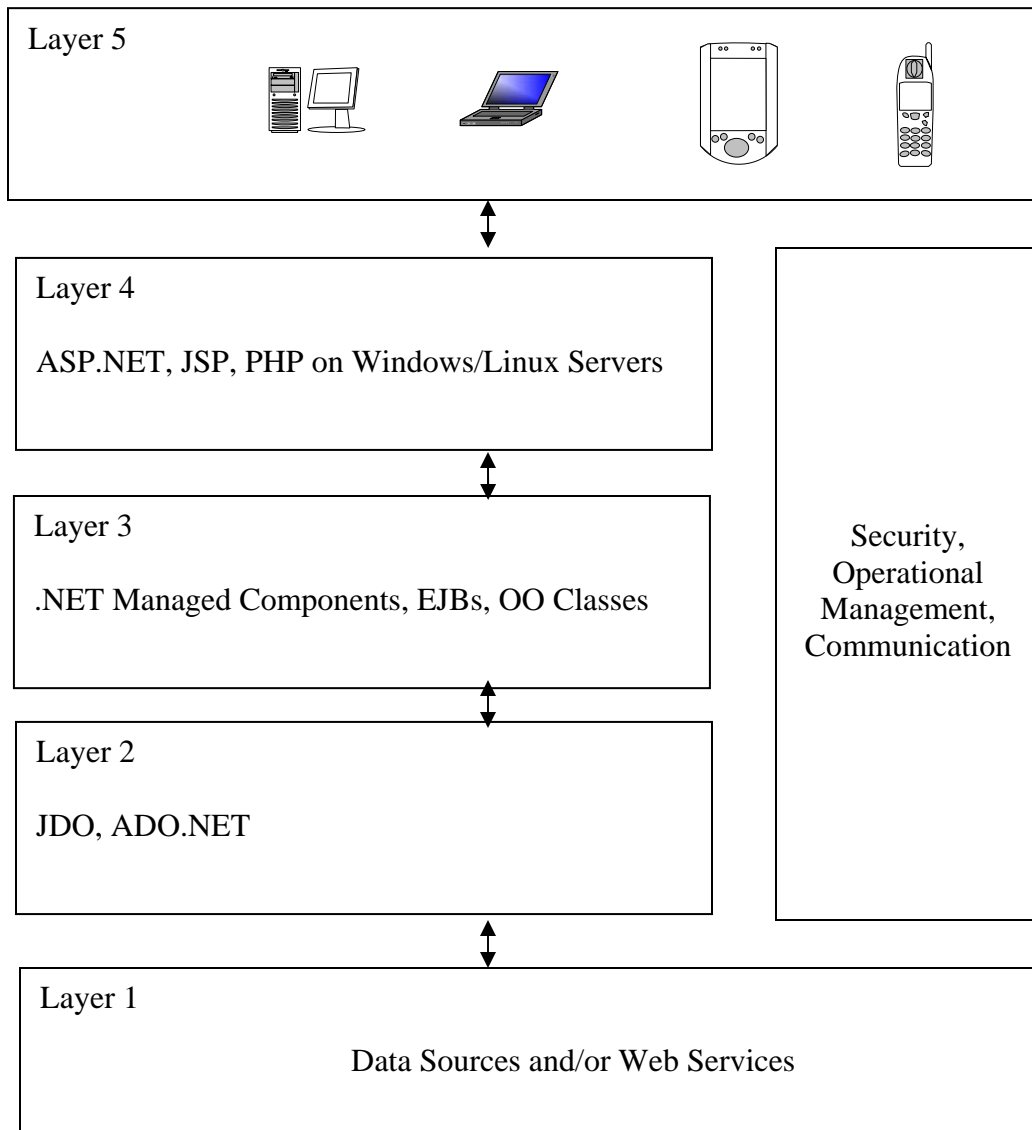 Layer 5
Layer 4
ASP.NET, JSP, PHP on Windows/Linux Servers
Layer 3
.NET Managed Components, EJBs, OO Classes
Security,
Operational
Management,
Communication
Layer 2
JDO, ADO.NET
Layer 1
Data Sources and/or Web Services